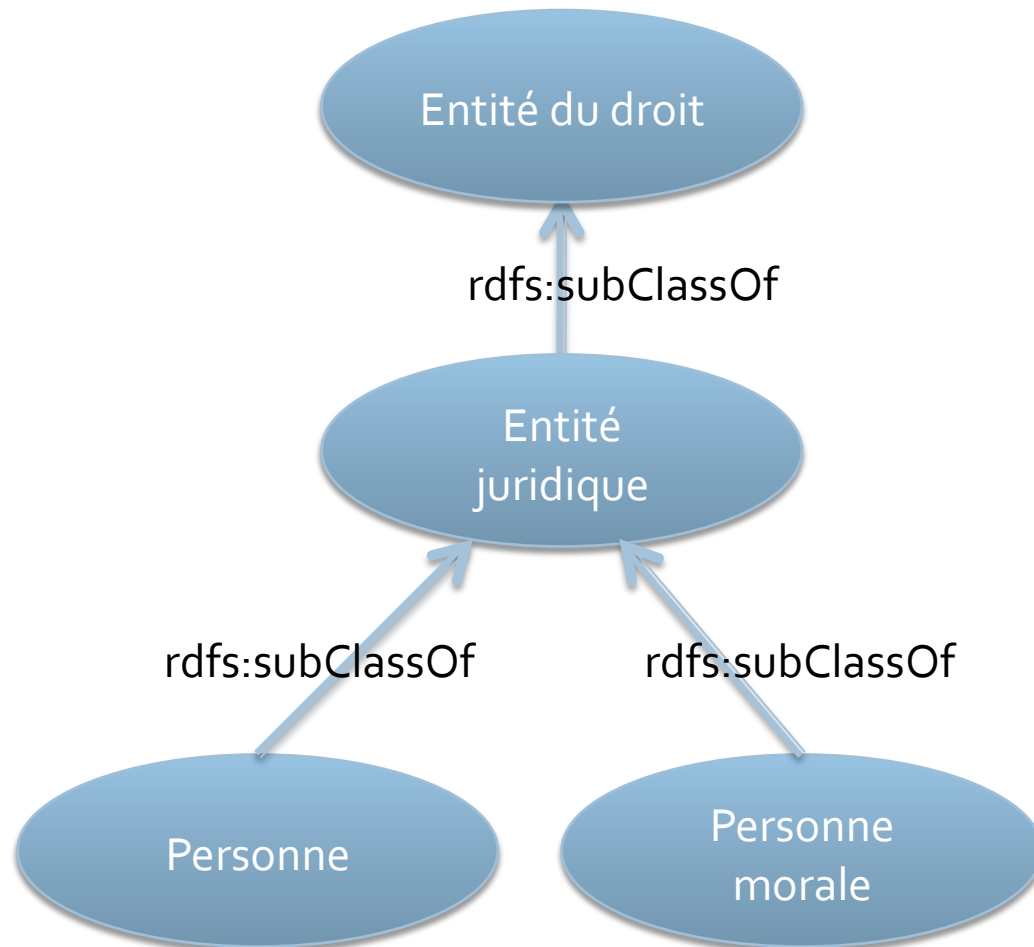 Entité du droit
rdfs:subClassOf
Entité
juridique
rdfs:subClassOf
rdfs:subClassOf
Personne
Personne
morale